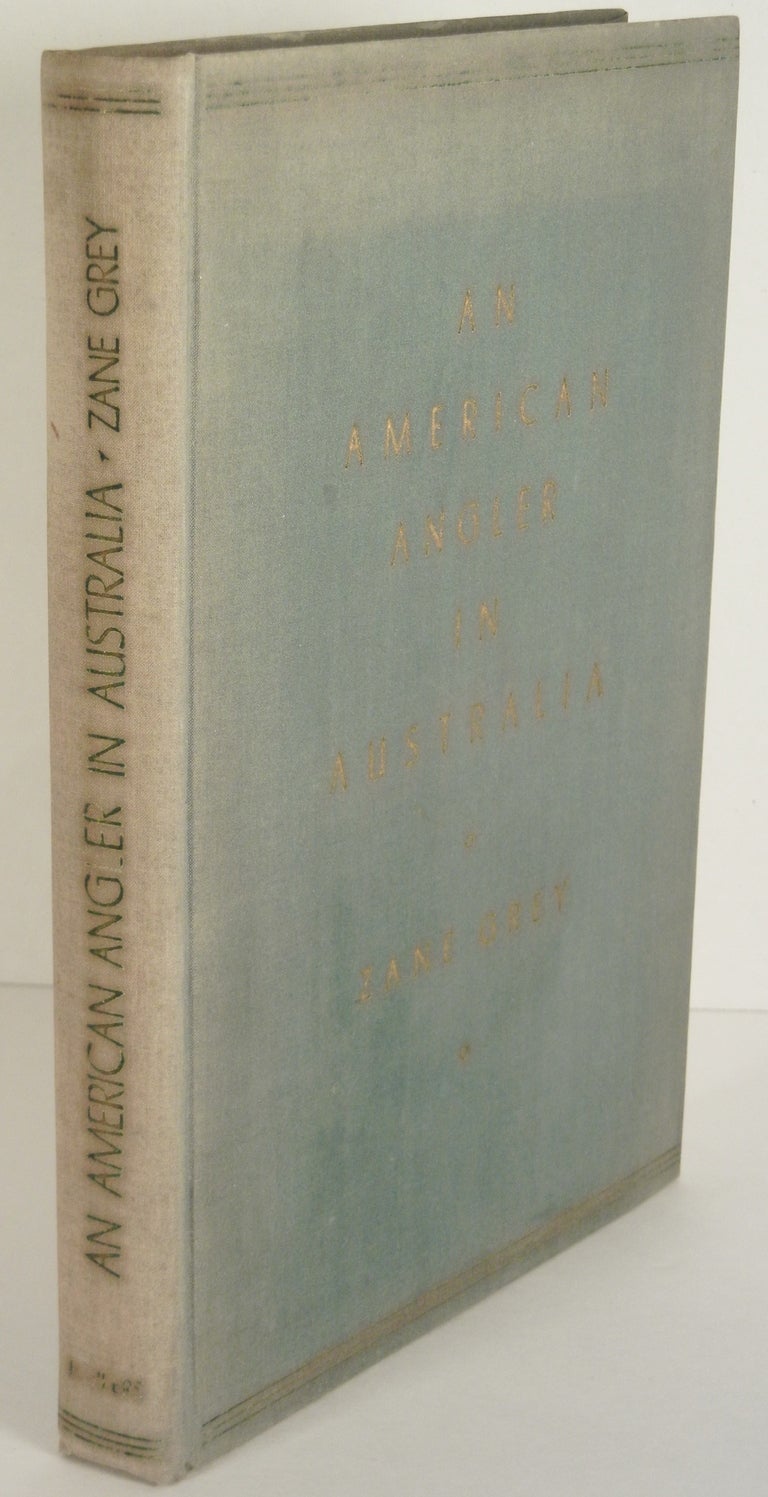 AN AMERICAN ANGLER IN AUSTRALIA • ZANE GREY
AN
AMERICAN
ANGLER
IN
AUSTRALIA
ZANE GREY